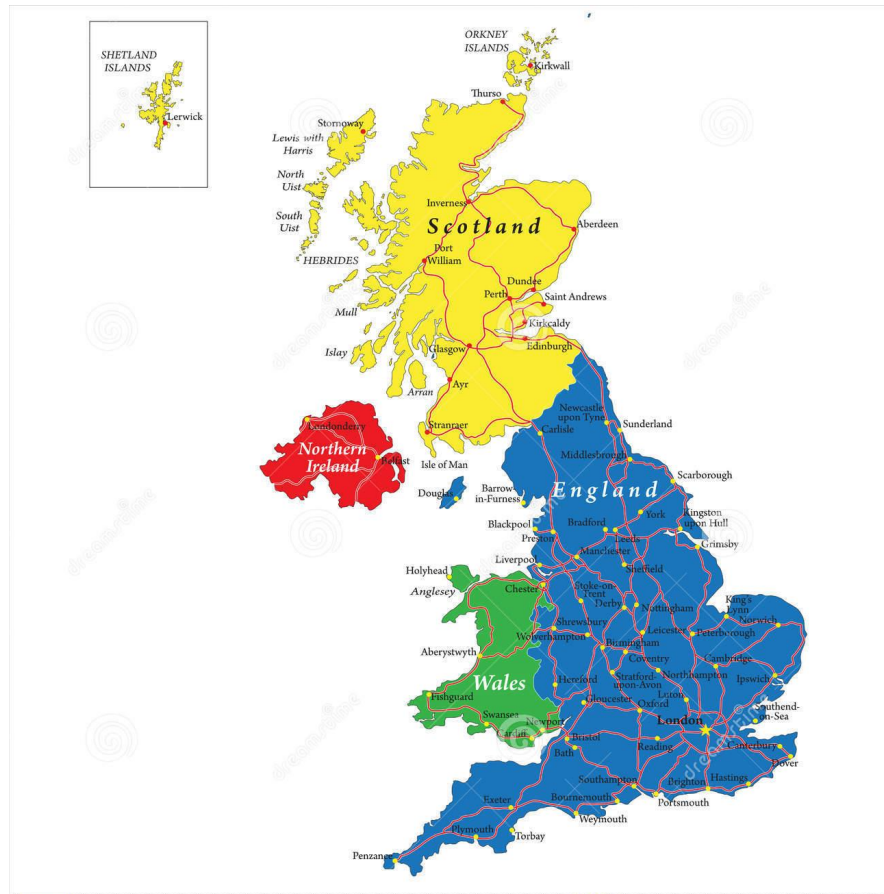 ORKNEY
ISLANDS
Kirkwall
SHETLAND
ISLANDS
Lerwick
Thurso
Stornoway
Lewis with
Harris
North
Uist
South
Uist
HEBRIDES
Inverness
Scotland
Aberdeen
Port
William
Dundee
Perth
Saint Andrews
Mull
Kirkcaldy
Islay
Glasgow
Edinburgh
Arran
Ayr
Stranraer
Newcastle
upon Tyne
Sunderland
Londonderry
Northern
Ireland
Belfast
Carlisle
Isle of Man
Middlesbrough
Douglas
Barrow-
in-Furness
England
Scarborough
Blackpool
Preston
Bradford
Leeds
York
Kingston
upon Hull
Grimsby
Liverpool
Manchester
Sheffield
Holyhead
Anglesey
Chester
Stoke-on-
Trent
Derby
Nottingham
King's
Lynn
Norwich
Shrewsbury
Wolverhampton
Leicester
Peterborough
Birmingham
Aberystwyth
Coventry
Cambridge
Wales
Hereford
Stratford-
upon-Avon
Northampton
Ipswich
Fishguard
Gloucester
Luton
Oxford
Southend-
on-Sea
Swansea
Newport
Cardiff
London
Bristol
Bath
Reading
Canterbury
Dover
Southampton
Brighton
Hastings
Exeter
Bournemouth
Portsmouth
Weymouth
Plymouth
Torbay
Penzance
dreamstime